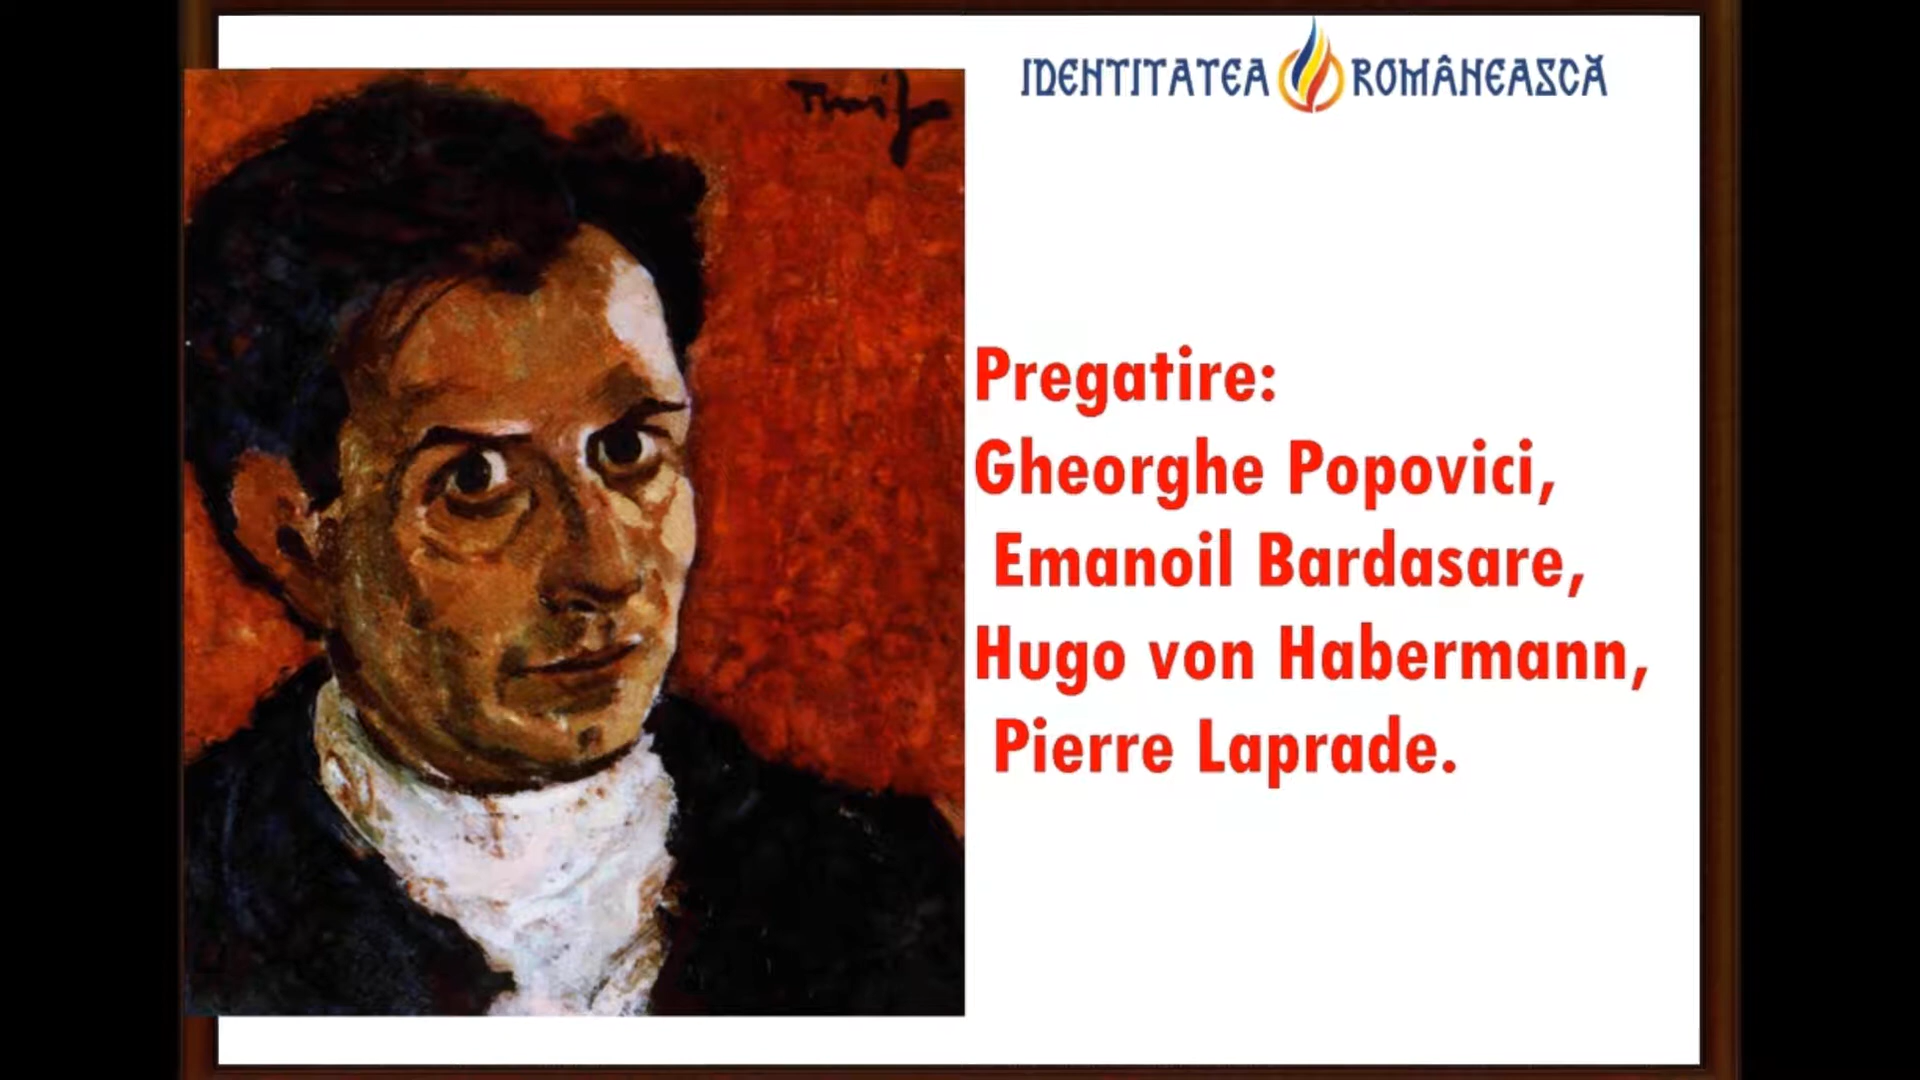 IDENTITATEA ROMÂNEASCĂ
Pregatire:
Gheorghe Popovici,
Emanoil Bardasare,
Hugo von Habermann,
Pierre Laprade.